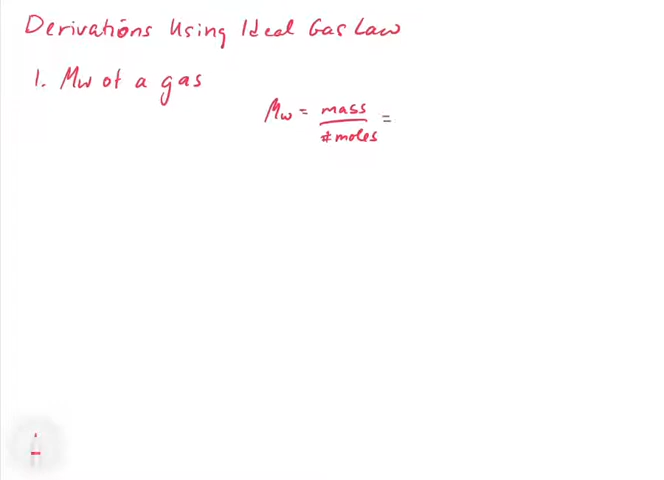 Derivations Using Ideal Gas Law
1. Mw of a gas
Mw = mass / # moles =